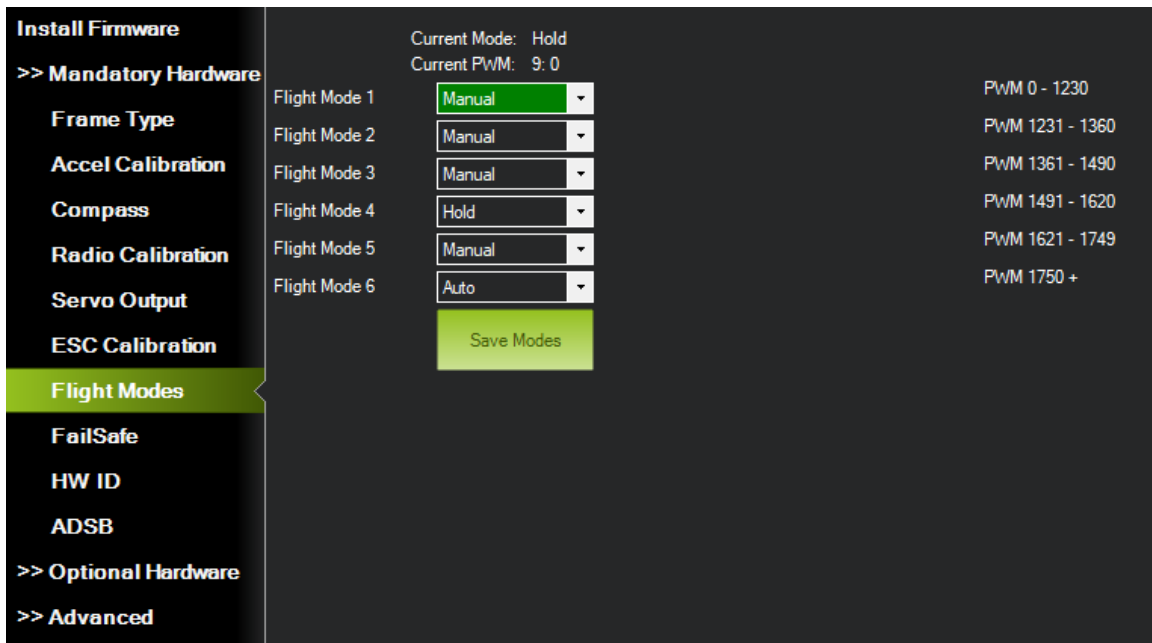 Install Firmware
>> Mandatory Hardware
Frame Type
Accel Calibration
Compass
Radio Calibration
Servo Output
ESC Calibration
Flight Modes
FailSafe
HW ID
ADSB
>> Optional Hardware
>> Advanced
Current Mode: Hold
Current PWM: 9: 0
Flight Mode 1 Manual PWM 0 - 1230
Flight Mode 2 Manual PWM 1231 - 1360
Flight Mode 3 Manual PWM 1361 - 1490
Flight Mode 4 Hold PWM 1491 - 1620
Flight Mode 5 Manual PWM 1621 - 1749
Flight Mode 6 Auto PWM 1750 +
Save Modes